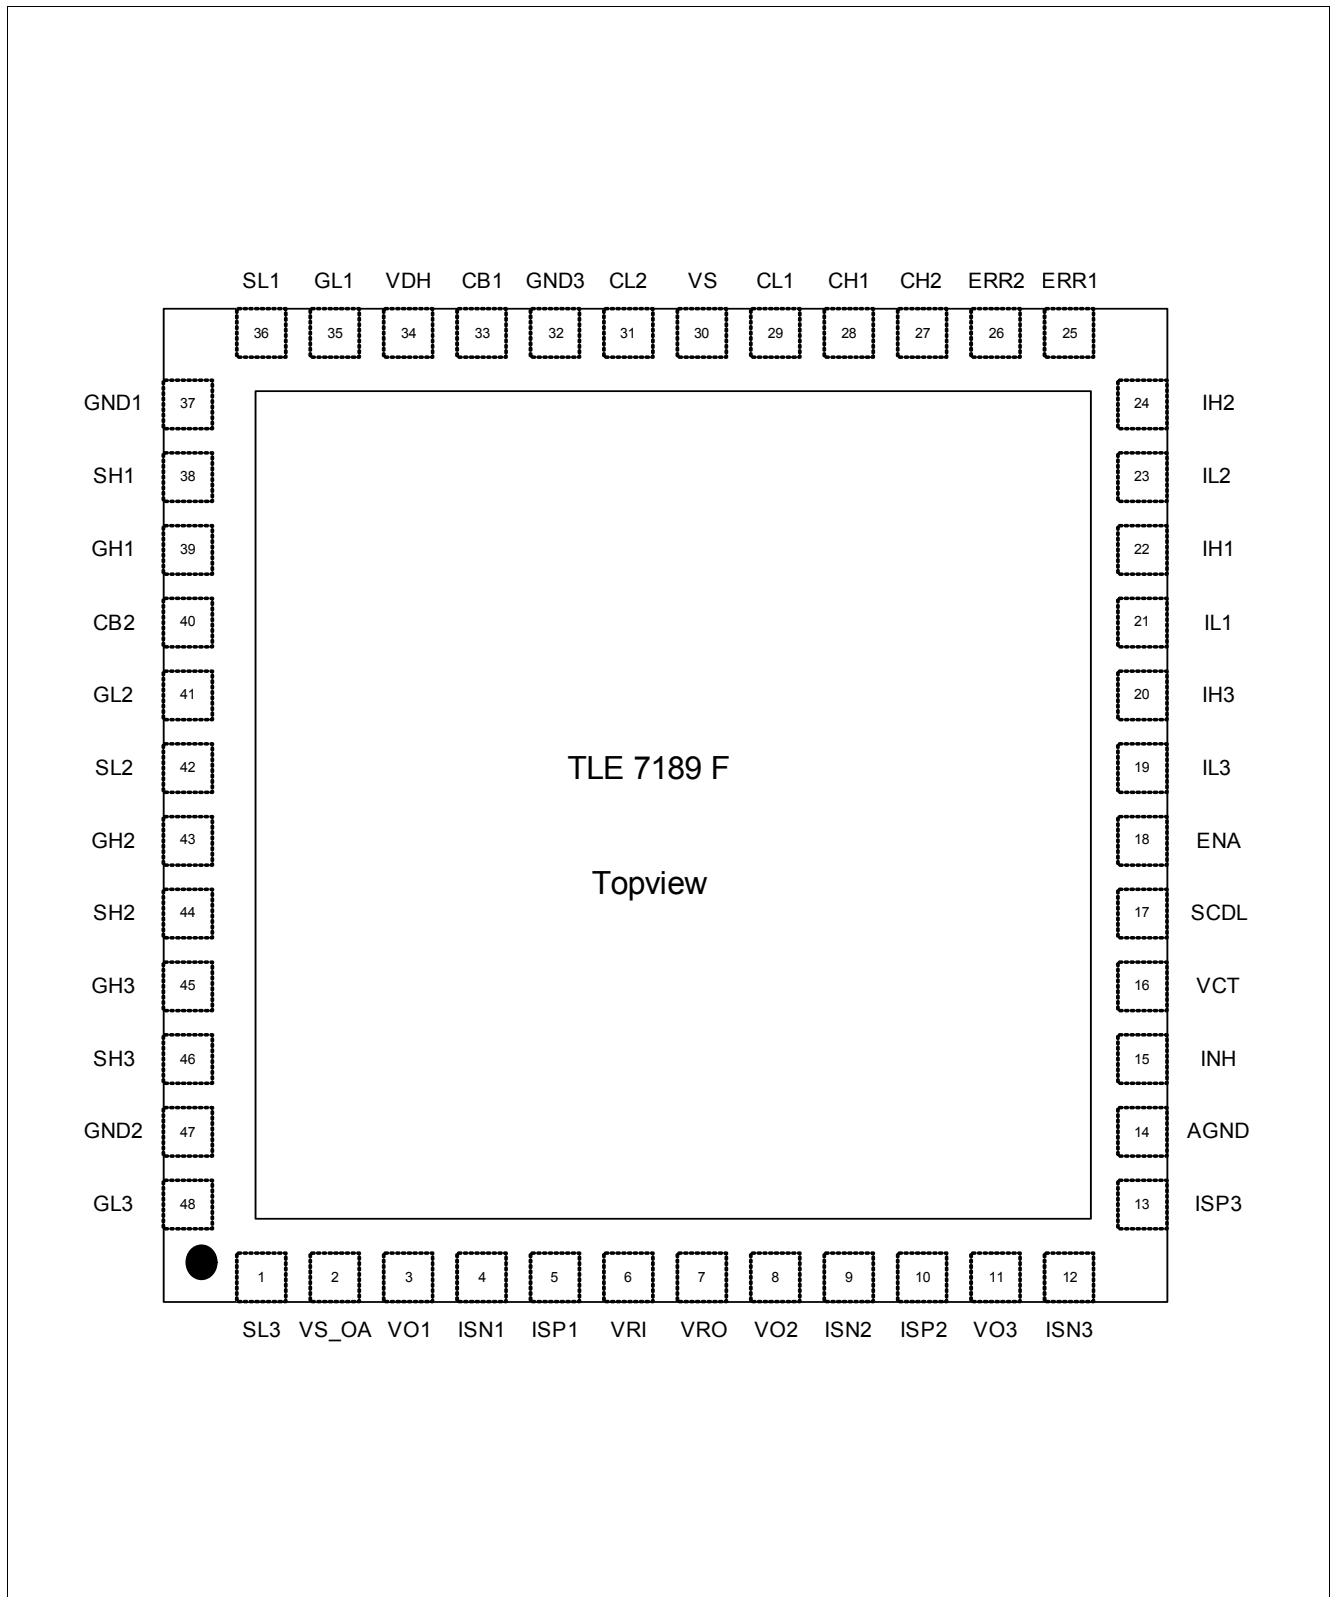 SL1 GL1 VDH CB1 GND3 CL2 VS CL1 CH1 CH2 ERR2 ERR1
36 35 34 33 32 31 30 29 28 27 26 25
GND1 37 24 IH2
SH1 38 23 IL2
GH1 39 22 IH1
CB2 40 21 IL1
GL2 41 20 IH3
SL2 42 TLE 7189 F 19 IL3
GH2 43 18 ENA
Topview
SH2 44 17 SCDL
GH3 45 16 VCT
SH3 46 15 INH
GND2 47 14 AGND
GL3 48 13 ISP3
1 2 3 4 5 6 7 8 9 10 11 12
SL3 VS_OA VO1 ISN1 ISP1 VRI VRO VO2 ISN2 ISP2 VO3 ISN3